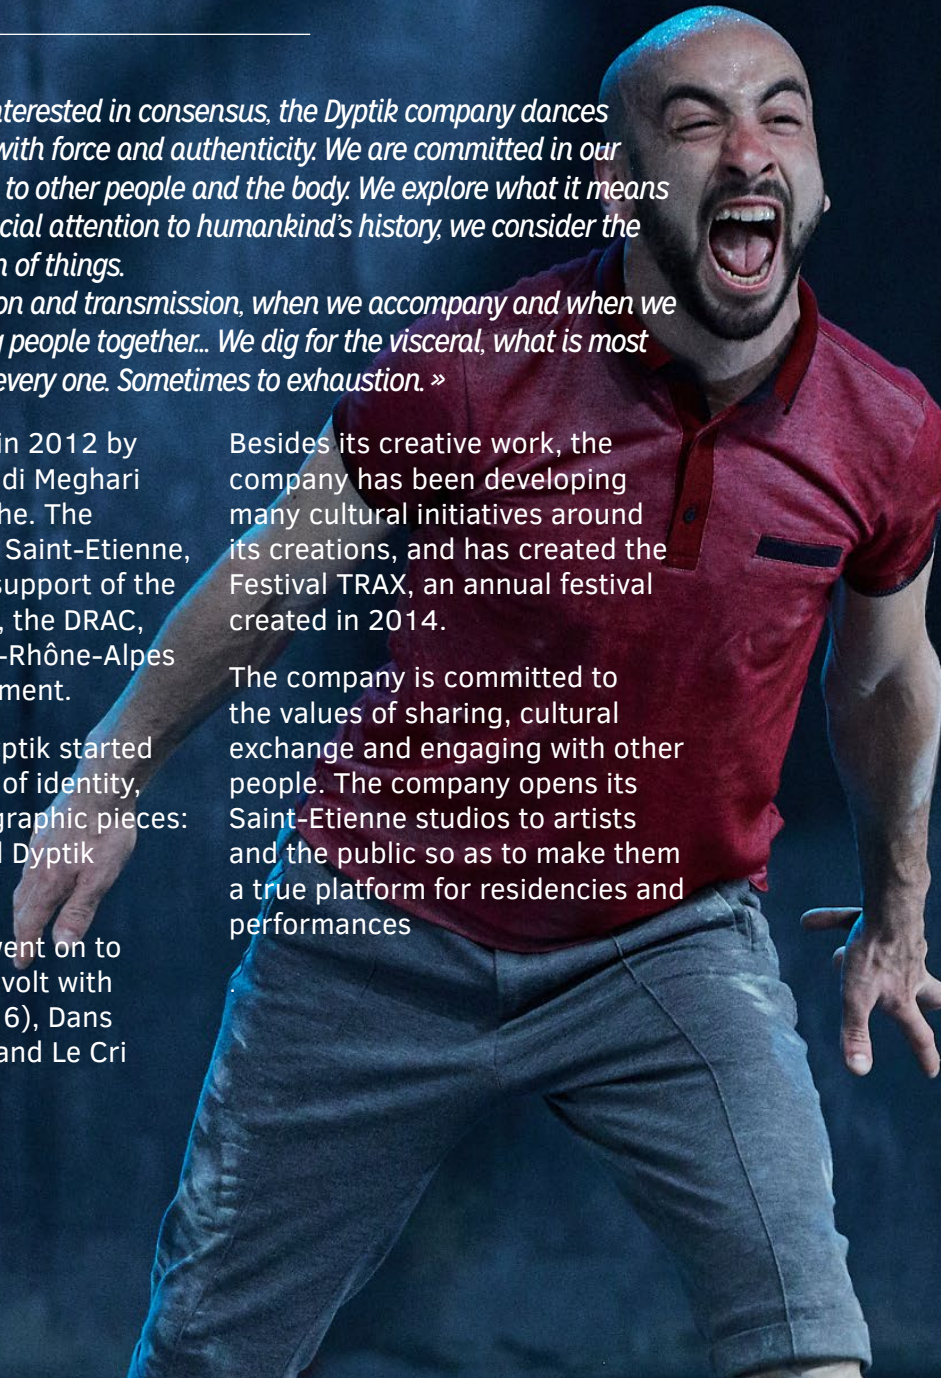 nterested in consensus, the Dyptik company dances
with force and authenticity. We are committed in our
to other people and the body. We explore what it means
cial attention to humankind's history, we consider the
n of things.
on and transmission, when we accompany and when we
g people together... We dig for the visceral, what is most
every one. Sometimes to exhaustion. »
in 2012 by
di Meghari
he. The
Saint-Etienne,
support of the
, the DRAC,
-Rhône-Alpes
ment.
ptik started
of identity,
graphic pieces:
l Dyptik
went on to
volt with
6), Dans
and Le Cri
Besides its creative work, the
company has been developing
many cultural initiatives around
its creations, and has created the
Festival TRAX, an annual festival
created in 2014.
The company is committed to
the values of sharing, cultural
exchange and engaging with other
people. The company opens its
Saint-Etienne studios to artists
and the public so as to make them
a true platform for residencies and
performances
.